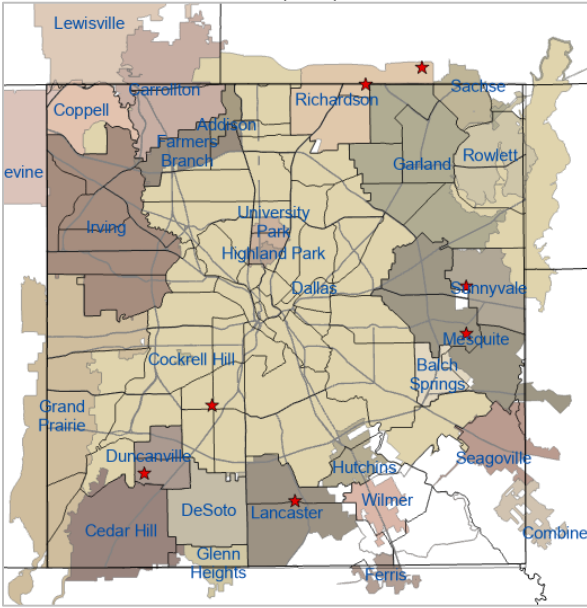 Lewisville
Carrollton
Sachse
Coppell
Richardson
Addison
Farmers
Branch
Garland
Rowlett
evine
University
Park
Irving
Highland Park
Dallas
Sunnyvale
Mesquite
Cockrell Hill
Balch
Springs
Grand
Prairie
Duncanville
Hutchins
Seagoville
DeSoto
Lancaster
Wilmer
Cedar Hill
Combine
Glenn
Heights
Ferris